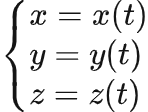 x = x(t)
y = y(t)
z = z(t)